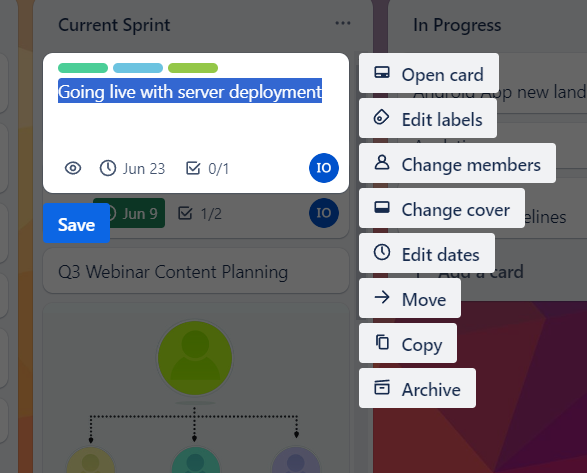 Current Sprint
In Progress
Going live with server deployment
Jun 23
0/1
IO
Save
Jun 9
1/2
IO
Q3 Webinar Content Planning
Open card
Edit labels
Change members
Change cover
Edit dates
Move
Copy
Archive
Android App new land
elines
Add a card